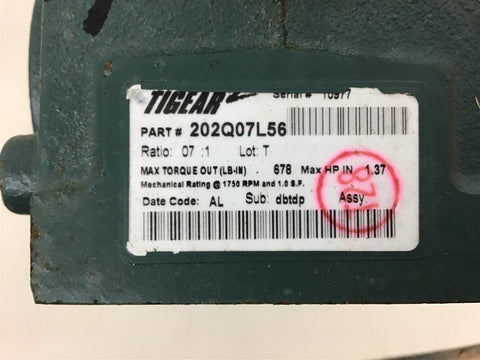 TIGEAR Serial # 10977
PART # 202Q07L56
Ratio: 07 :1 Lot: T
MAX TORQUE OUT (LB-IN) . 678 Max HP IN 1.37
Mechanical Rating @ 1750 RPM and 1.0 S.F.
Date Code: AL Sub: dbtdp Assy